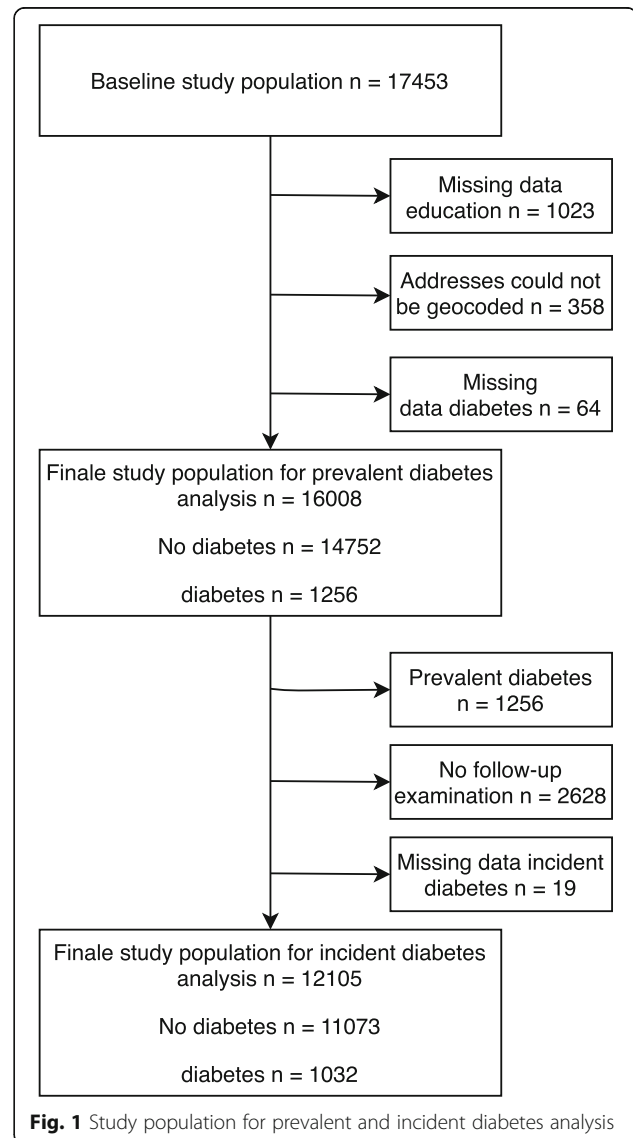 Baseline study population n = 17453
Missing data
education n = 1023
Addresses could not
be geocoded n = 358
Missing
data diabetes n = 64
Finale study population for prevalent diabetes
analysis n = 16008
No diabetes n = 14752
diabetes n = 1256
Prevalent diabetes
n = 1256
No follow-up
examination n = 2628
Missing data incident
diabetes n = 19
Finale study population for incident diabetes
analysis n = 12105
No diabetes n = 11073
diabetes n = 1032
Fig. 1 Study population for prevalent and incident diabetes analysis